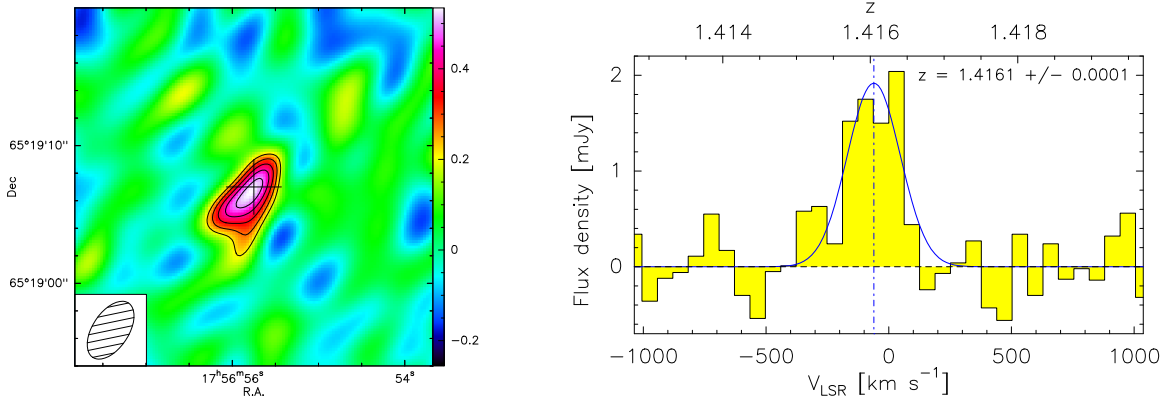 65°19'10"
65°19'00"
Dec
17ʰ56ᵐ56ˢ
54ˢ
R.A.
0.4
0.2
0
−0.2
z
1.414
1.416
1.418
z = 1.4161 +/- 0.0001
2
1
0
Flux density [mJy]
−1000
−500
0
500
1000
V_LSR [km s⁻¹]